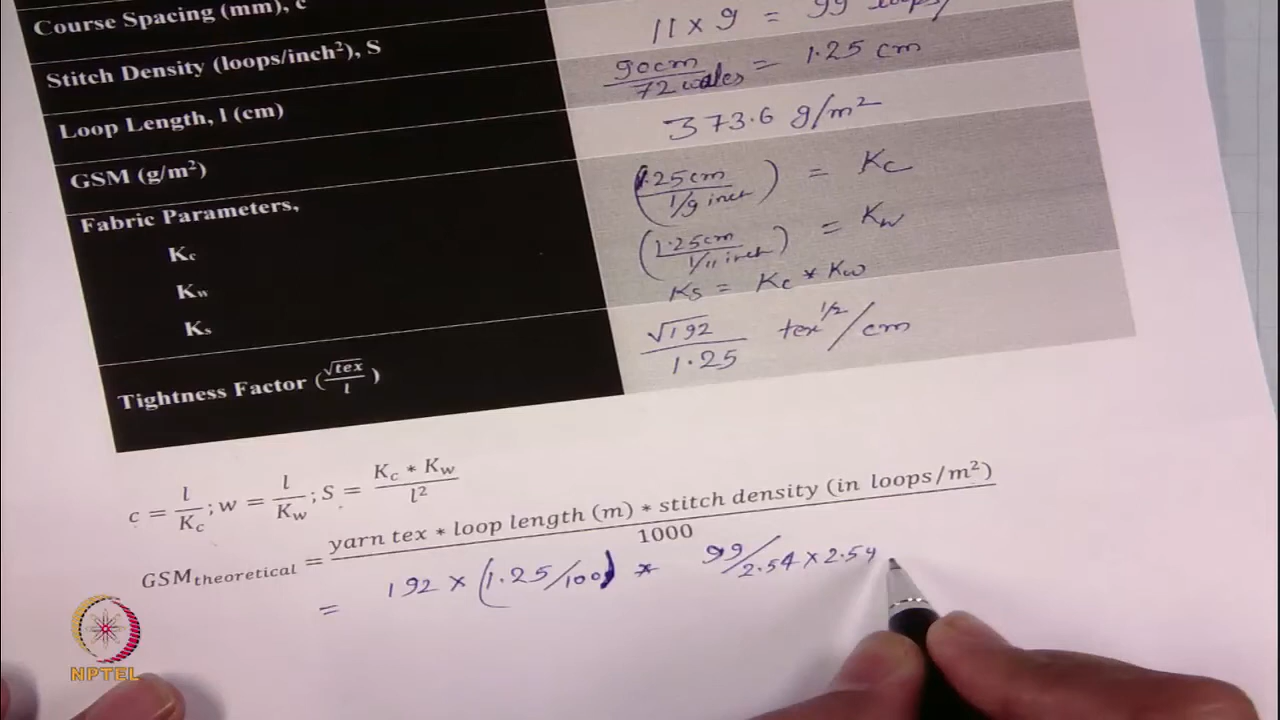 Course Spacing (mm), c
11 x 9 = 99 loops/
Stitch Density (loops/inch²), S
90cm/72 wales = 1.25 cm
Loop Length, l (cm)
373.6 g/m²
GSM (g/m²)
(1.25cm / 1/9 inch) = Kc
Fabric Parameters,
Kc
(1.25cm / 1/11 inch) = Kw
Kw
Ks = Kc * Kw
Ks
√192 / 1.25 tex^1/2/cm
Tightness Factor (√tex / l)
c = l/Kc ; w = l/Kw ; S = Kc * Kw / l²
GSMtheoretical = yarn tex * loop length (m) * stitch density (in loops/m²) / 1000
= 192 x (1.25/100) * 99/2.54 x 2.54
NPTEL